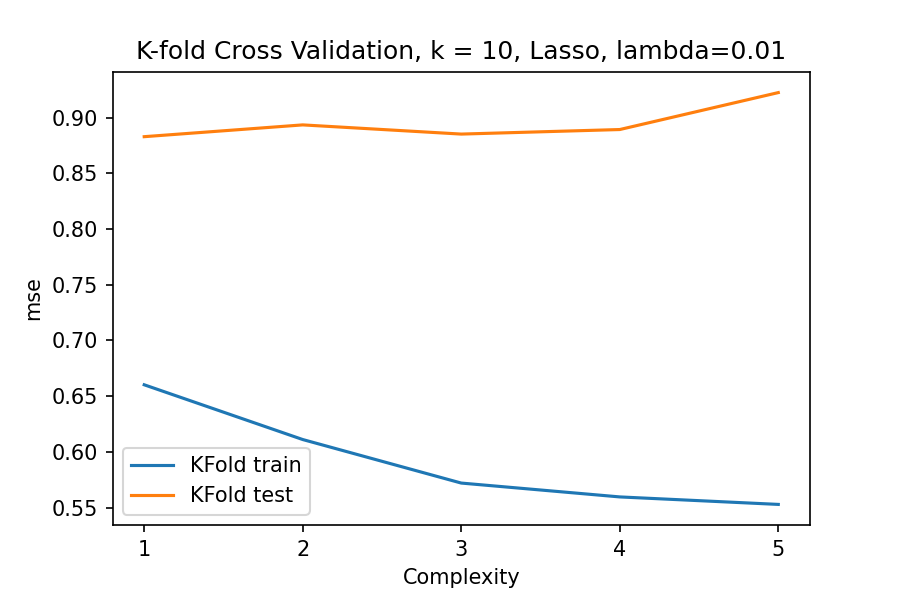 K-fold Cross Validation, k = 10, Lasso, lambda=0.01
mse
0.90
0.85
0.80
0.75
0.70
0.65
0.60
0.55
KFold train
KFold test
1 2 3 4 5
Complexity